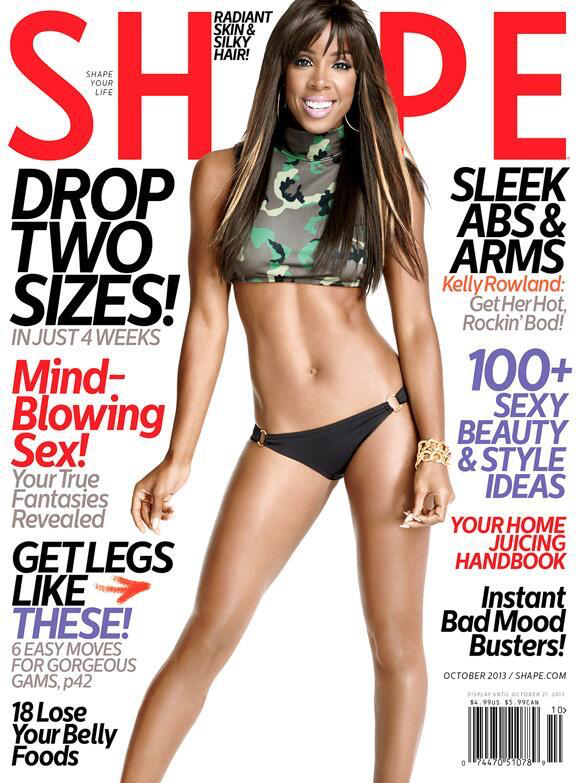 SHAPE
RADIANT
SKIN &
SILKY
HAIR!
SHAPE
YOUR
LIFE
DROP
TWO
SIZES!
IN JUST 4 WEEKS
Mind-
Blowing
Sex!
Your True
Fantasies
Revealed
GET LEGS
LIKE
THESE!
6 EASY MOVES
FOR GORGEOUS
GAMS, p42
18 Lose
Your Belly
Foods
SLEEK
ABS &
ARMS
Kelly Rowland:
Get Her Hot,
Rockin' Bod!
100+
SEXY
BEAUTY
& STYLE
IDEAS
YOUR HOME
JUICING
HANDBOOK
Instant
Bad Mood
Busters!
OCTOBER 2013 / SHAPE.COM
DISPLAY UNTIL OCTOBER 21, 2013
$4.99US $5.99CAN
10>
0 74470 51078 9